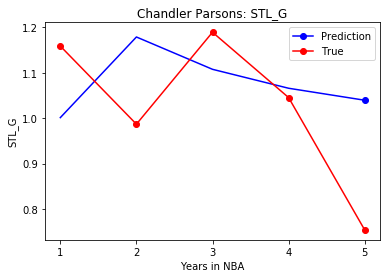 Chandler Parsons: STL_G
1.2
1.1
1.0
0.9
0.8
STL_G
Prediction
True
1 2 3 4 5
Years in NBA